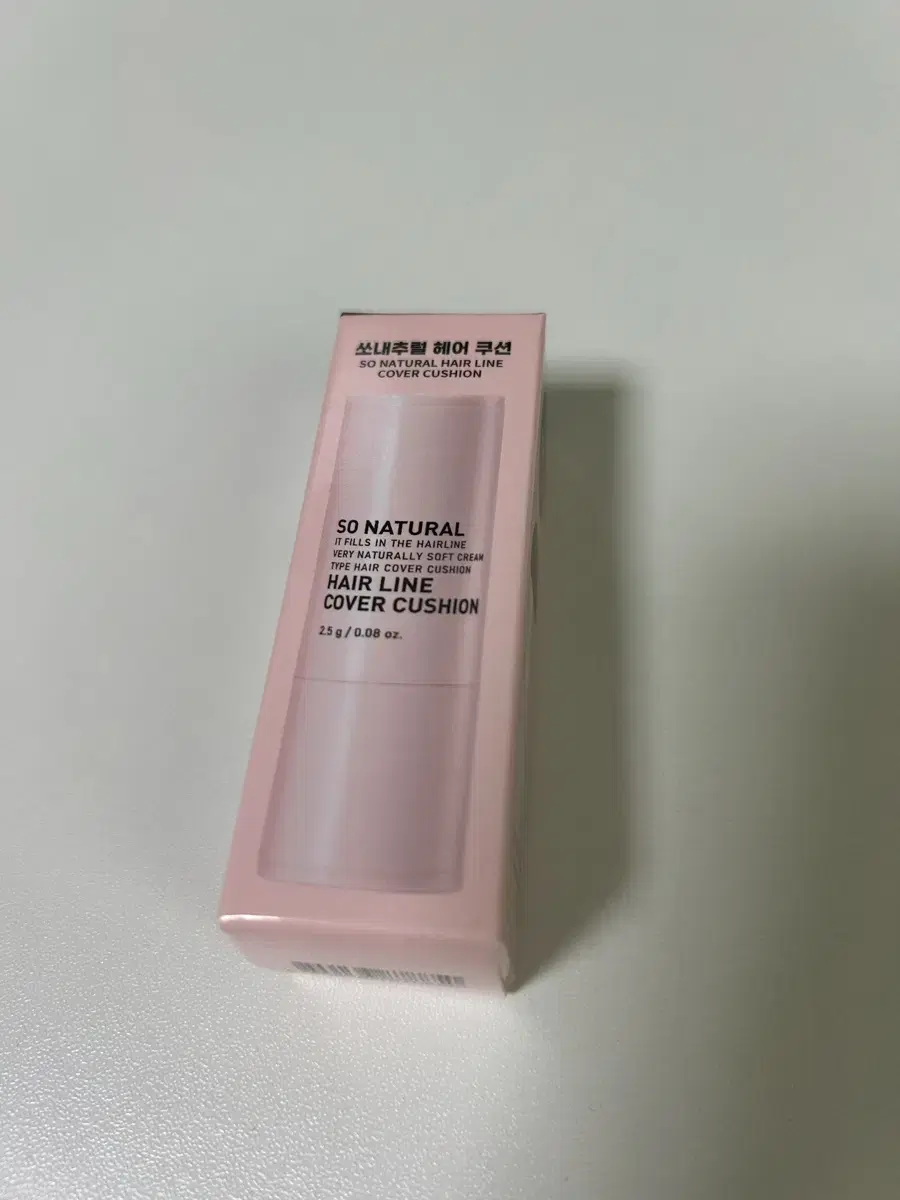 쏘내추럴 헤어 쿠션
SO NATURAL HAIR LINE
COVER CUSHION
SO NATURAL
IT FILLS IN THE HAIRLINE
VERY NATURALLY SOFT CREAM
TYPE HAIR COVER CUSHION
HAIR LINE
COVER CUSHION
2.5 g / 0.08 oz.